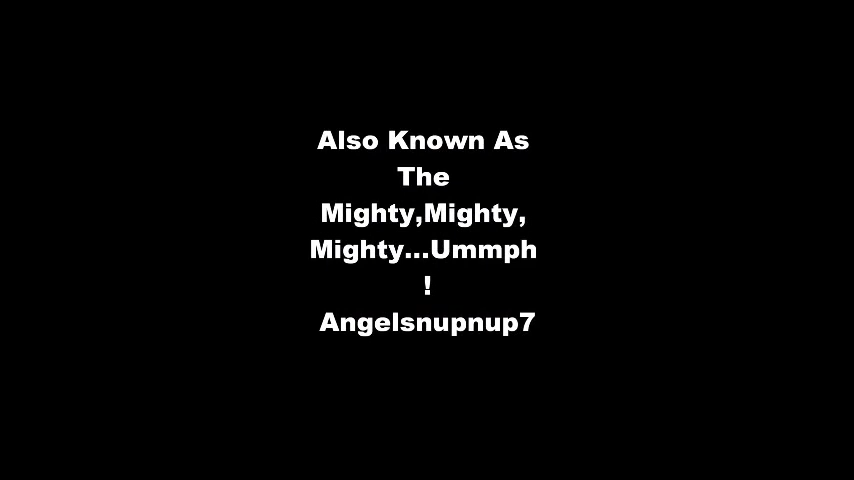 Also Known As
The
Mighty,Mighty,
Mighty...Ummph
!
Angelsnupnup7